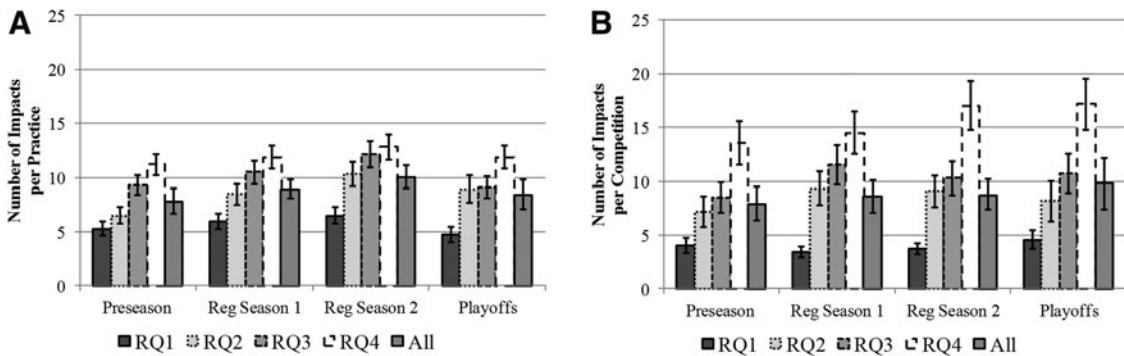 A
Number of Impacts
per Practice
25
20
15
10
5
0
Preseason
Reg Season 1
Reg Season 2
Playoffs
RQ1 RQ2 RQ3 RQ4 All
B
Number of Impacts
per Competition
25
20
15
10
5
0
Preseason
Reg Season 1
Reg Season 2
Playoffs
RQ1 RQ2 RQ3 RQ4 All